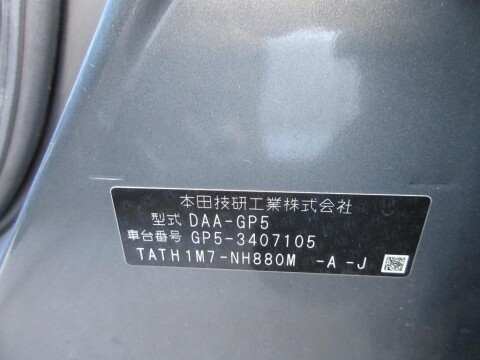 本田技研工業株式会社
型式 DAA-GP5
車台番号 GP5-3407105
TATH1M7-NH880M -A-J